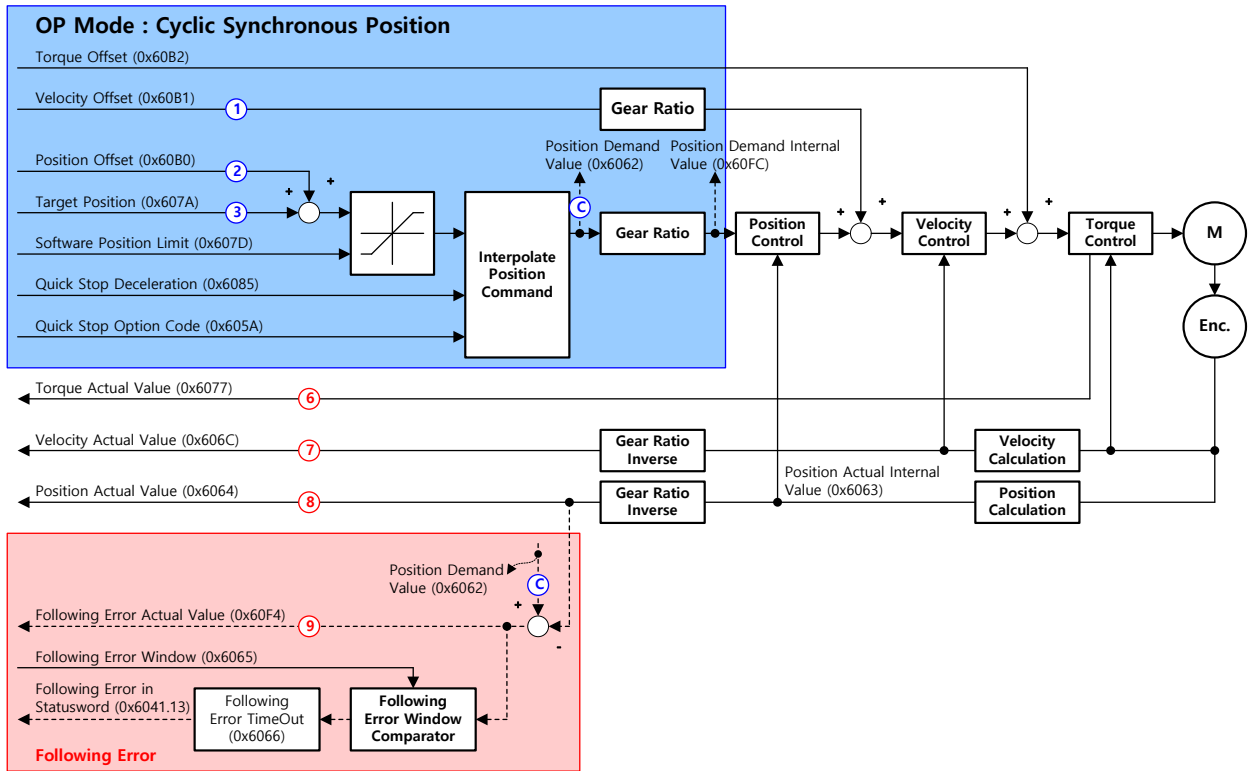 OP Mode : Cyclic Synchronous Position
Torque Offset (0x60B2)
Velocity Offset (0x60B1)
1
Gear Ratio
+
+
Position Offset (0x60B0)
2
Position Demand
Value (0x6062)
Position Demand Internal
Value (0x60FC)
+
+
Target Position (0x607A)
3
C
Software Position Limit (0x607D)
Interpolate
Position
Command
Gear Ratio
Position
Control
+
+
Velocity
Control
Torque
Control
M
Quick Stop Deceleration (0x6085)
Quick Stop Option Code (0x605A)
Enc.
Torque Actual Value (0x6077)
6
Velocity Actual Value (0x606C)
7
Gear Ratio
Inverse
Velocity
Calculation
Position Actual Value (0x6064)
8
Gear Ratio
Inverse
Position Actual Internal
Value (0x6063)
Position
Calculation
Position Demand
Value (0x6062)
C
+
-
Following Error Actual Value (0x60F4)
9
Following Error Window (0x6065)
Following Error in
Statusword (0x6041.13)
Following
Error TimeOut
(0x6066)
Following
Error Window
Comparator
Following Error